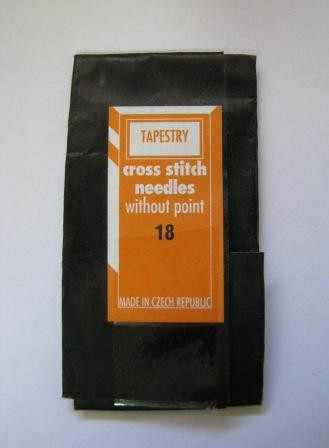 TAPESTRY
cross stitch
needles
without point
18
MADE IN CZECH REPUBLIC